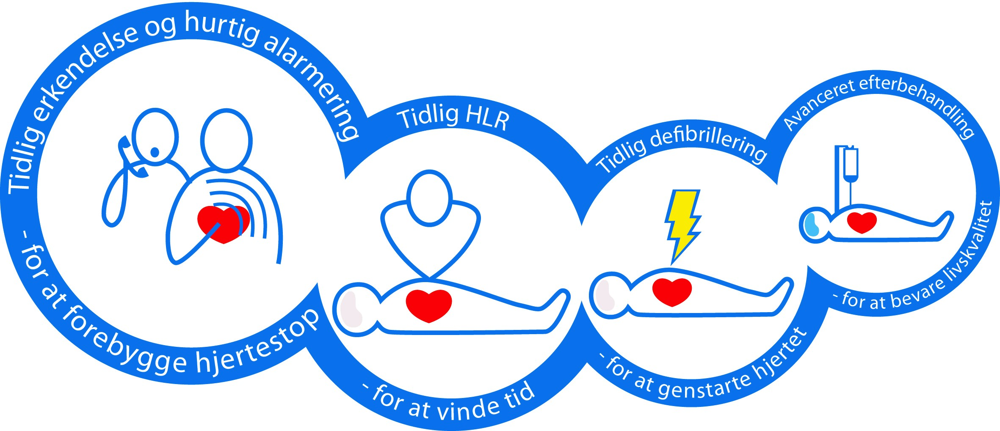 Tidlig erkendelse og hurtig alarmering
- for at forebygge hjertestop
Tidlig HLR
- for at vinde tid
Tidlig defibrillering
- for at genstarte hjertet
Avanceret efterbehandling
- for at bevare livskvalitet